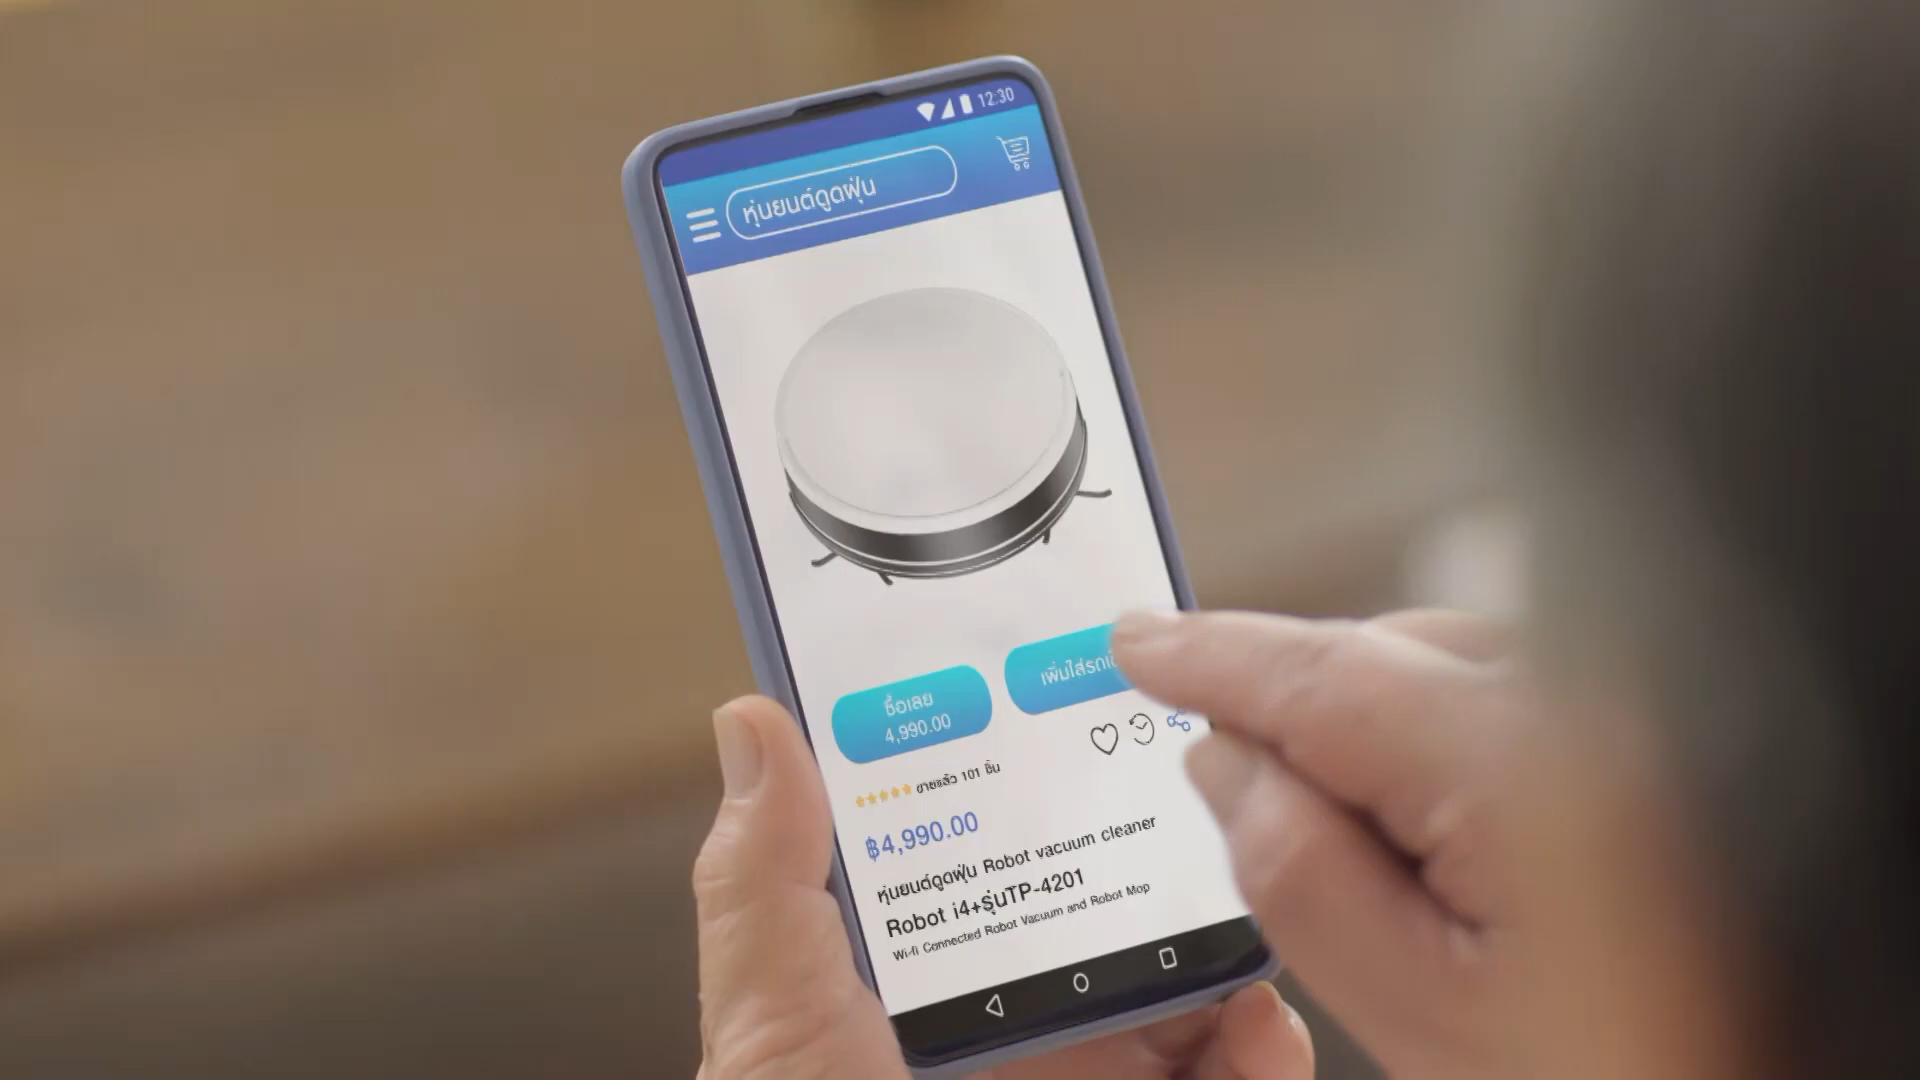 12:30
หุ่นยนต์ดูดฝุ่น
ซื้อเลย
4,990.00
เพิ่มใส่รถเ
ขายแล้ว 101 ชิ้น
฿4,990.00
หุ่นยนต์ดูดฝุ่น Robot vacuum cleaner
Robot i4+รุ่นTP-4201
Wi-fi Connected Robot Vacuum and Robot Mop